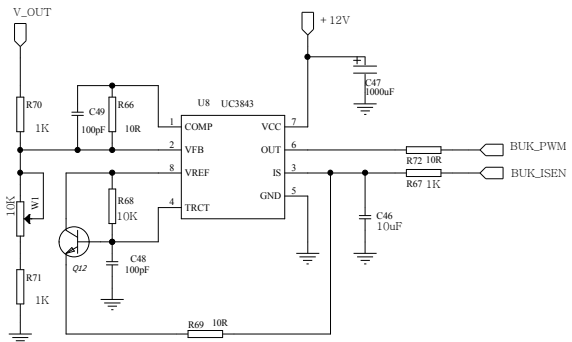 V_OUT
+12V
R70
1K
C49
100pF
R66
10R
U8 UC3843
C47
1000uF
1 COMP
VCC 7
2 VFB
OUT 6
R72 10R
BUK_PWM
8 VREF
IS 3
R67 1K
BUK_ISEN
10K
W1
R68
10K
GND 5
4 TRCT
C46
10uF
Q12
C48
100pF
R71
1K
R69 10R